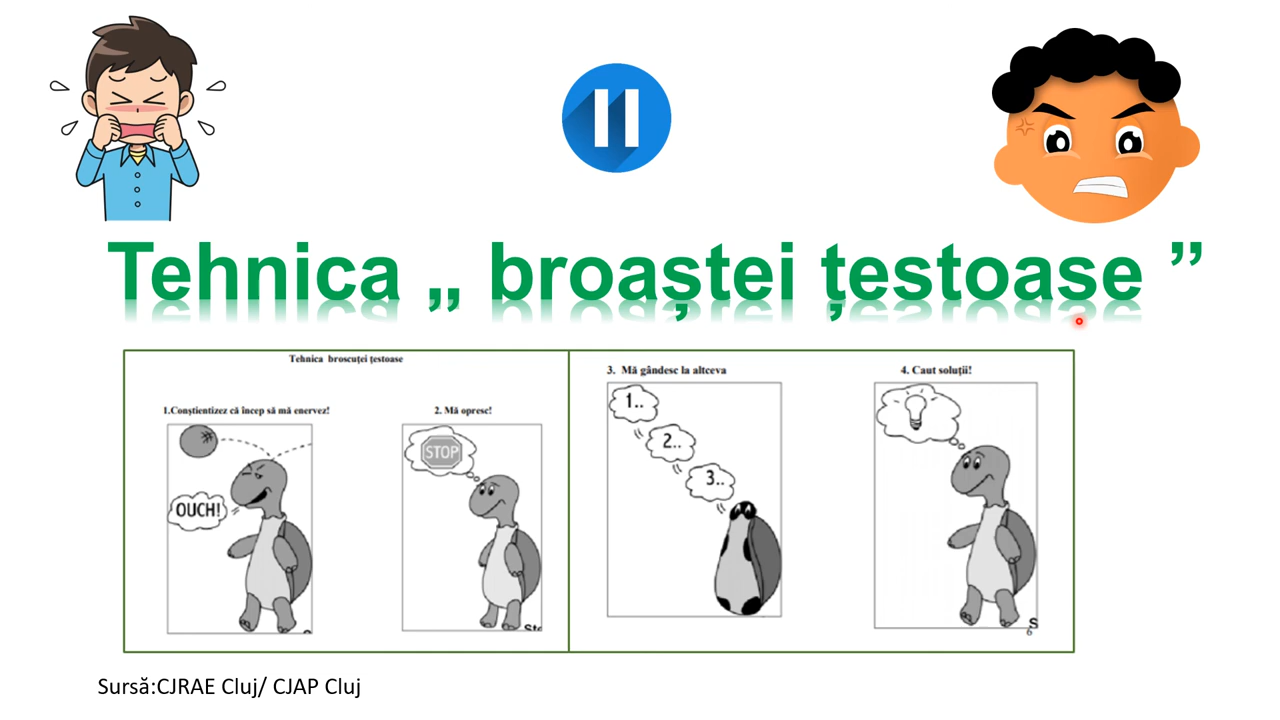 Tehnica „ broaștei țestoase ”
Tehnica broscuței țestoase
1.Conștientizez că încep să mă enervez!
OUCH!
2. Mă opresc!
STOP
3. Mă gândesc la altceva
1..
2..
3..
4. Caut soluții!
S
6
Sursă:CJRAE Cluj/ CJAP Cluj